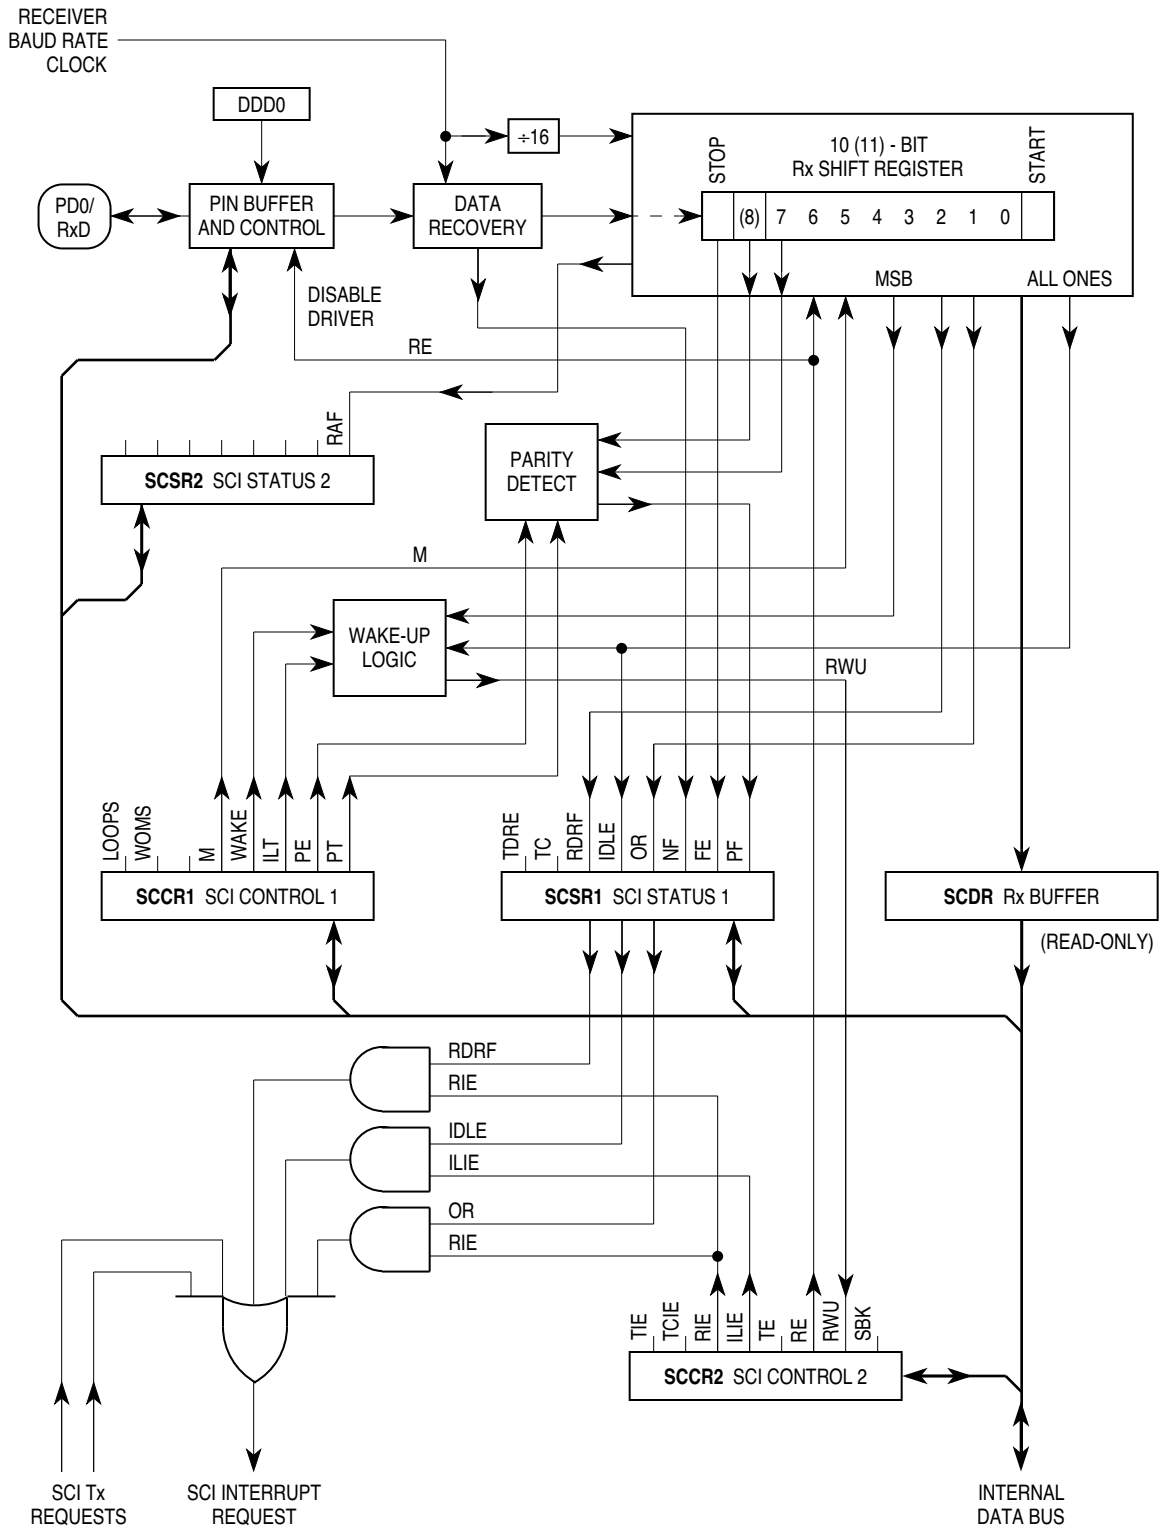 RECEIVER
BAUD RATE
CLOCK
DDD0
÷16
10 (11) - BIT
Rx SHIFT REGISTER
STOP
START
PD0/
RxD
PIN BUFFER
AND CONTROL
DATA
RECOVERY
(8) 7 6 5 4 3 2 1 0
MSB
ALL ONES
DISABLE
DRIVER
RE
RAF
SCSR2 SCI STATUS 2
PARITY
DETECT
M
WAKE-UP
LOGIC
RWU
LOOPS
WOMS
M
WAKE
ILT
PE
PT
TDRE
TC
RDRF
IDLE
OR
NF
FE
PF
SCCR1 SCI CONTROL 1
SCSR1 SCI STATUS 1
SCDR Rx BUFFER
(READ-ONLY)
RDRF
RIE
IDLE
ILIE
OR
RIE
TIE
TCIE
RIE
ILIE
TE
RE
RWU
SBK
SCCR2 SCI CONTROL 2
SCI Tx
REQUESTS
SCI INTERRUPT
REQUEST
INTERNAL
DATA BUS